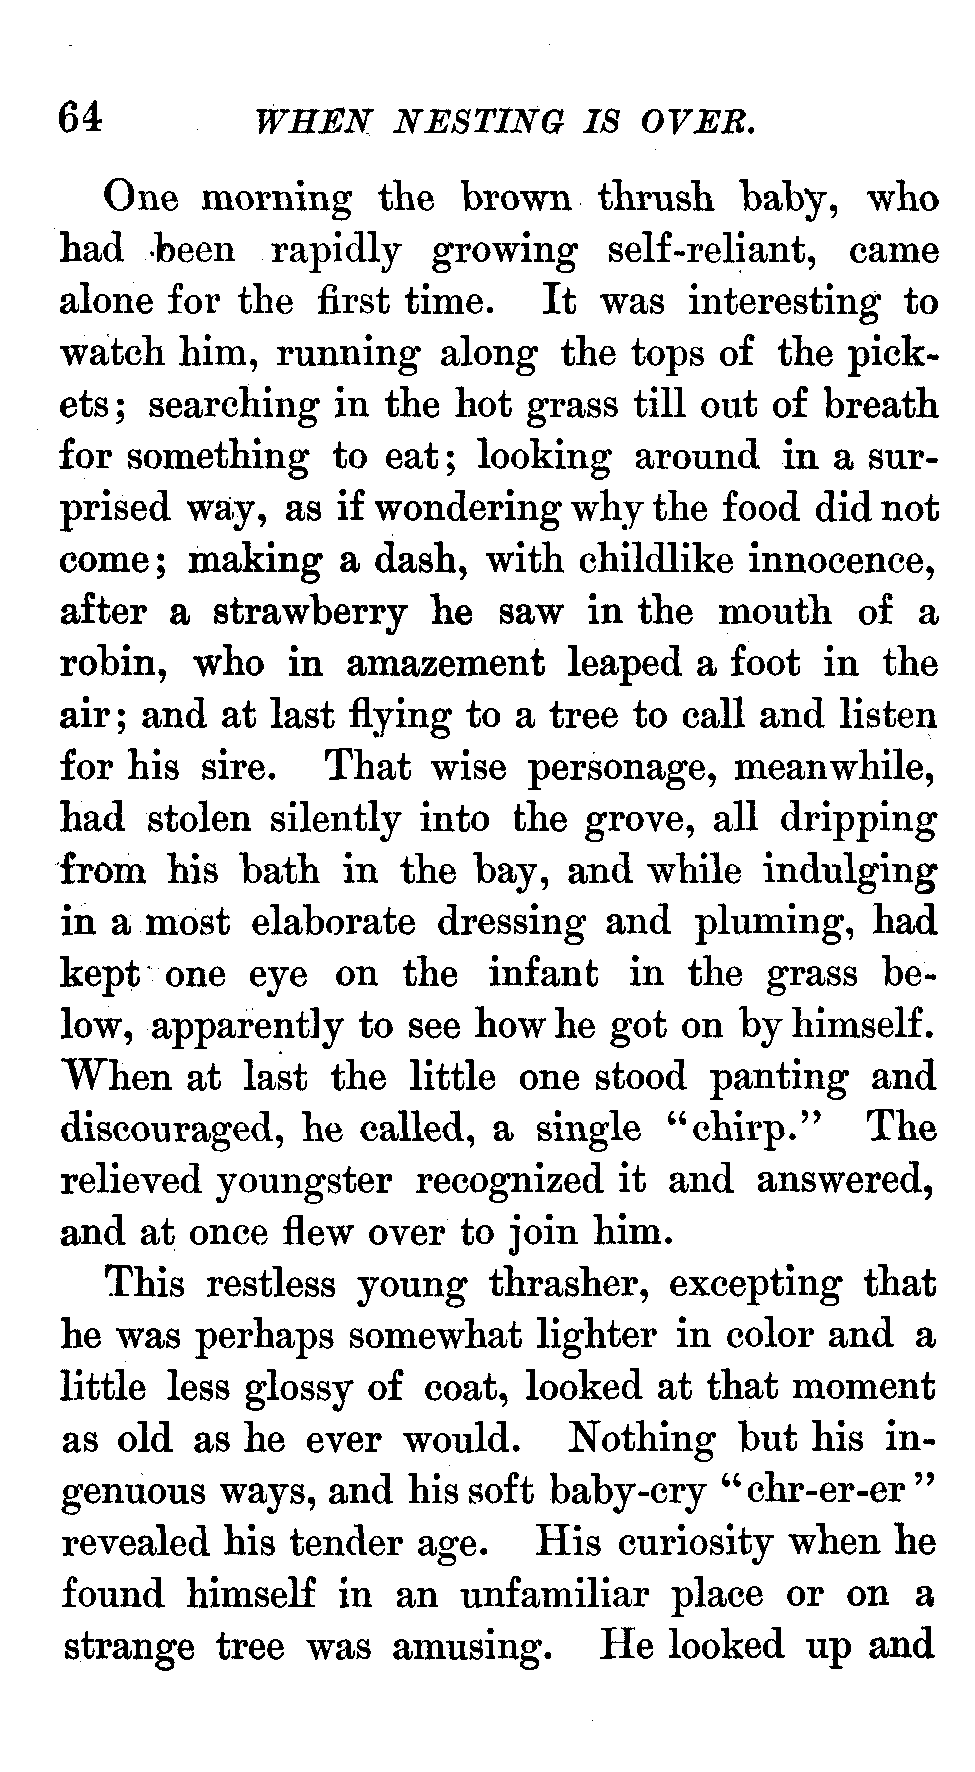 64 WHEN NESTING IS OVER.
One morning the brown thrush baby, who
had been rapidly growing self-reliant, came
alone for the first time. It was interesting to
watch him, running along the tops of the pick-
ets; searching in the hot grass till out of breath
for something to eat; looking around in a sur-
prised way, as if wondering why the food did not
come; making a dash, with childlike innocence,
after a strawberry he saw in the mouth of a
robin, who in amazement leaped a foot in the
air; and at last flying to a tree to call and listen
for his sire. That wise personage, meanwhile,
had stolen silently into the grove, all dripping
from his bath in the bay, and while indulging
in a most elaborate dressing and pluming, had
kept one eye on the infant in the grass be-
low, apparently to see how he got on by himself.
When at last the little one stood panting and
discouraged, he called, a single “chirp.” The
relieved youngster recognized it and answered,
and at once flew over to join him.
This restless young thrasher, excepting that
he was perhaps somewhat lighter in color and a
little less glossy of coat, looked at that moment
as old as he ever would. Nothing but his in-
genuous ways, and his soft baby-cry “chr-er-er”
revealed his tender age. His curiosity when he
found himself in an unfamiliar place or on a
strange tree was amusing. He looked up and